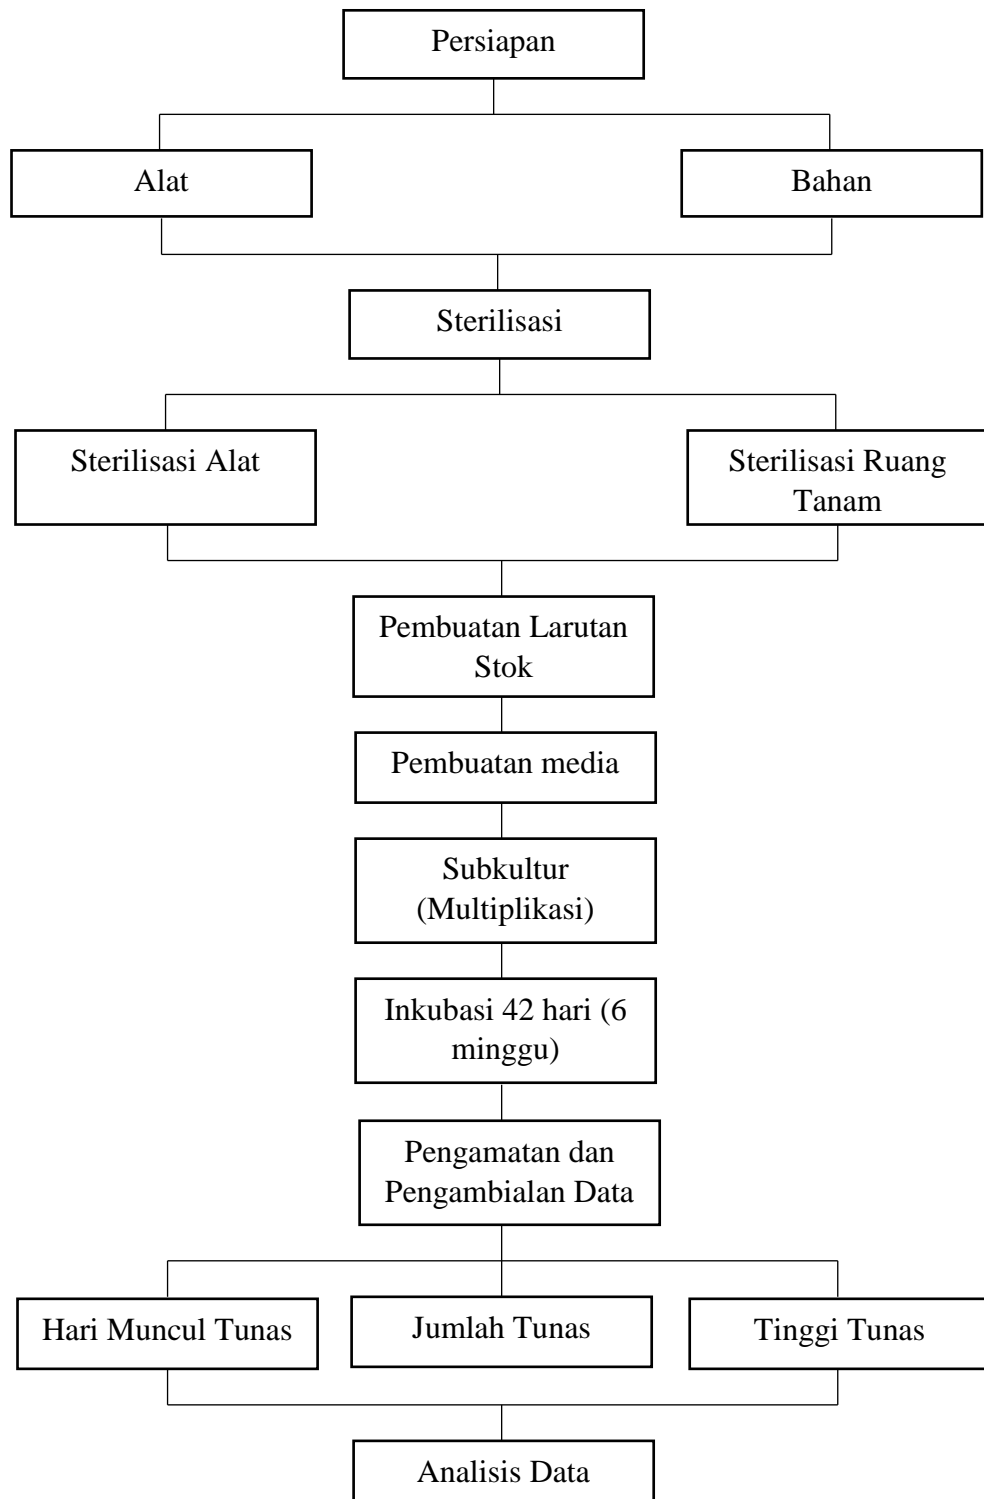 Persiapan
Alat
Bahan
Sterilisasi
Sterilisasi Alat
Sterilisasi Ruang
Tanam
Pembuatan Larutan
Stok
Pembuatan media
Subkultur
(Multiplikasi)
Inkubasi 42 hari (6
minggu)
Pengamatan dan
Pengambialan Data
Hari Muncul Tunas
Jumlah Tunas
Tinggi Tunas
Analisis Data